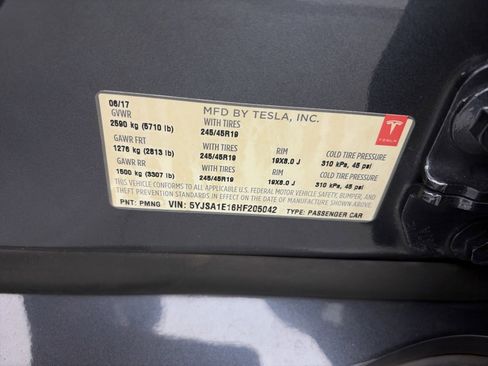 06/17 MFD BY TESLA, INC.
GVWR
2590 kg (5710 lb) WITH TIRES 245/45R19
GAWR FRT WITH TIRES RIM COLD TIRE PRESSURE
1276 kg (2813 lb) 245/45R19 19X8.0 J 310 kPa, 45 psi
GAWR RR WITH TIRES RIM COLD TIRE PRESSURE
1500 kg (3307 lb) 245/45R19 19X8.0 J 310 kPa, 45 psi
THIS VEHICLE CONFORMS TO ALL APPLICABLE U.S. FEDERAL MOTOR VEHICLE SAFETY, BUMPER, AND
THEFT PREVENTION STANDARDS IN EFFECT ON THE DATE OF MANUFACTURE SHOWN ABOVE.
PNT: PMNG VIN: 5YJSA1E16HF205042 TYPE: PASSENGER CAR
TESLA